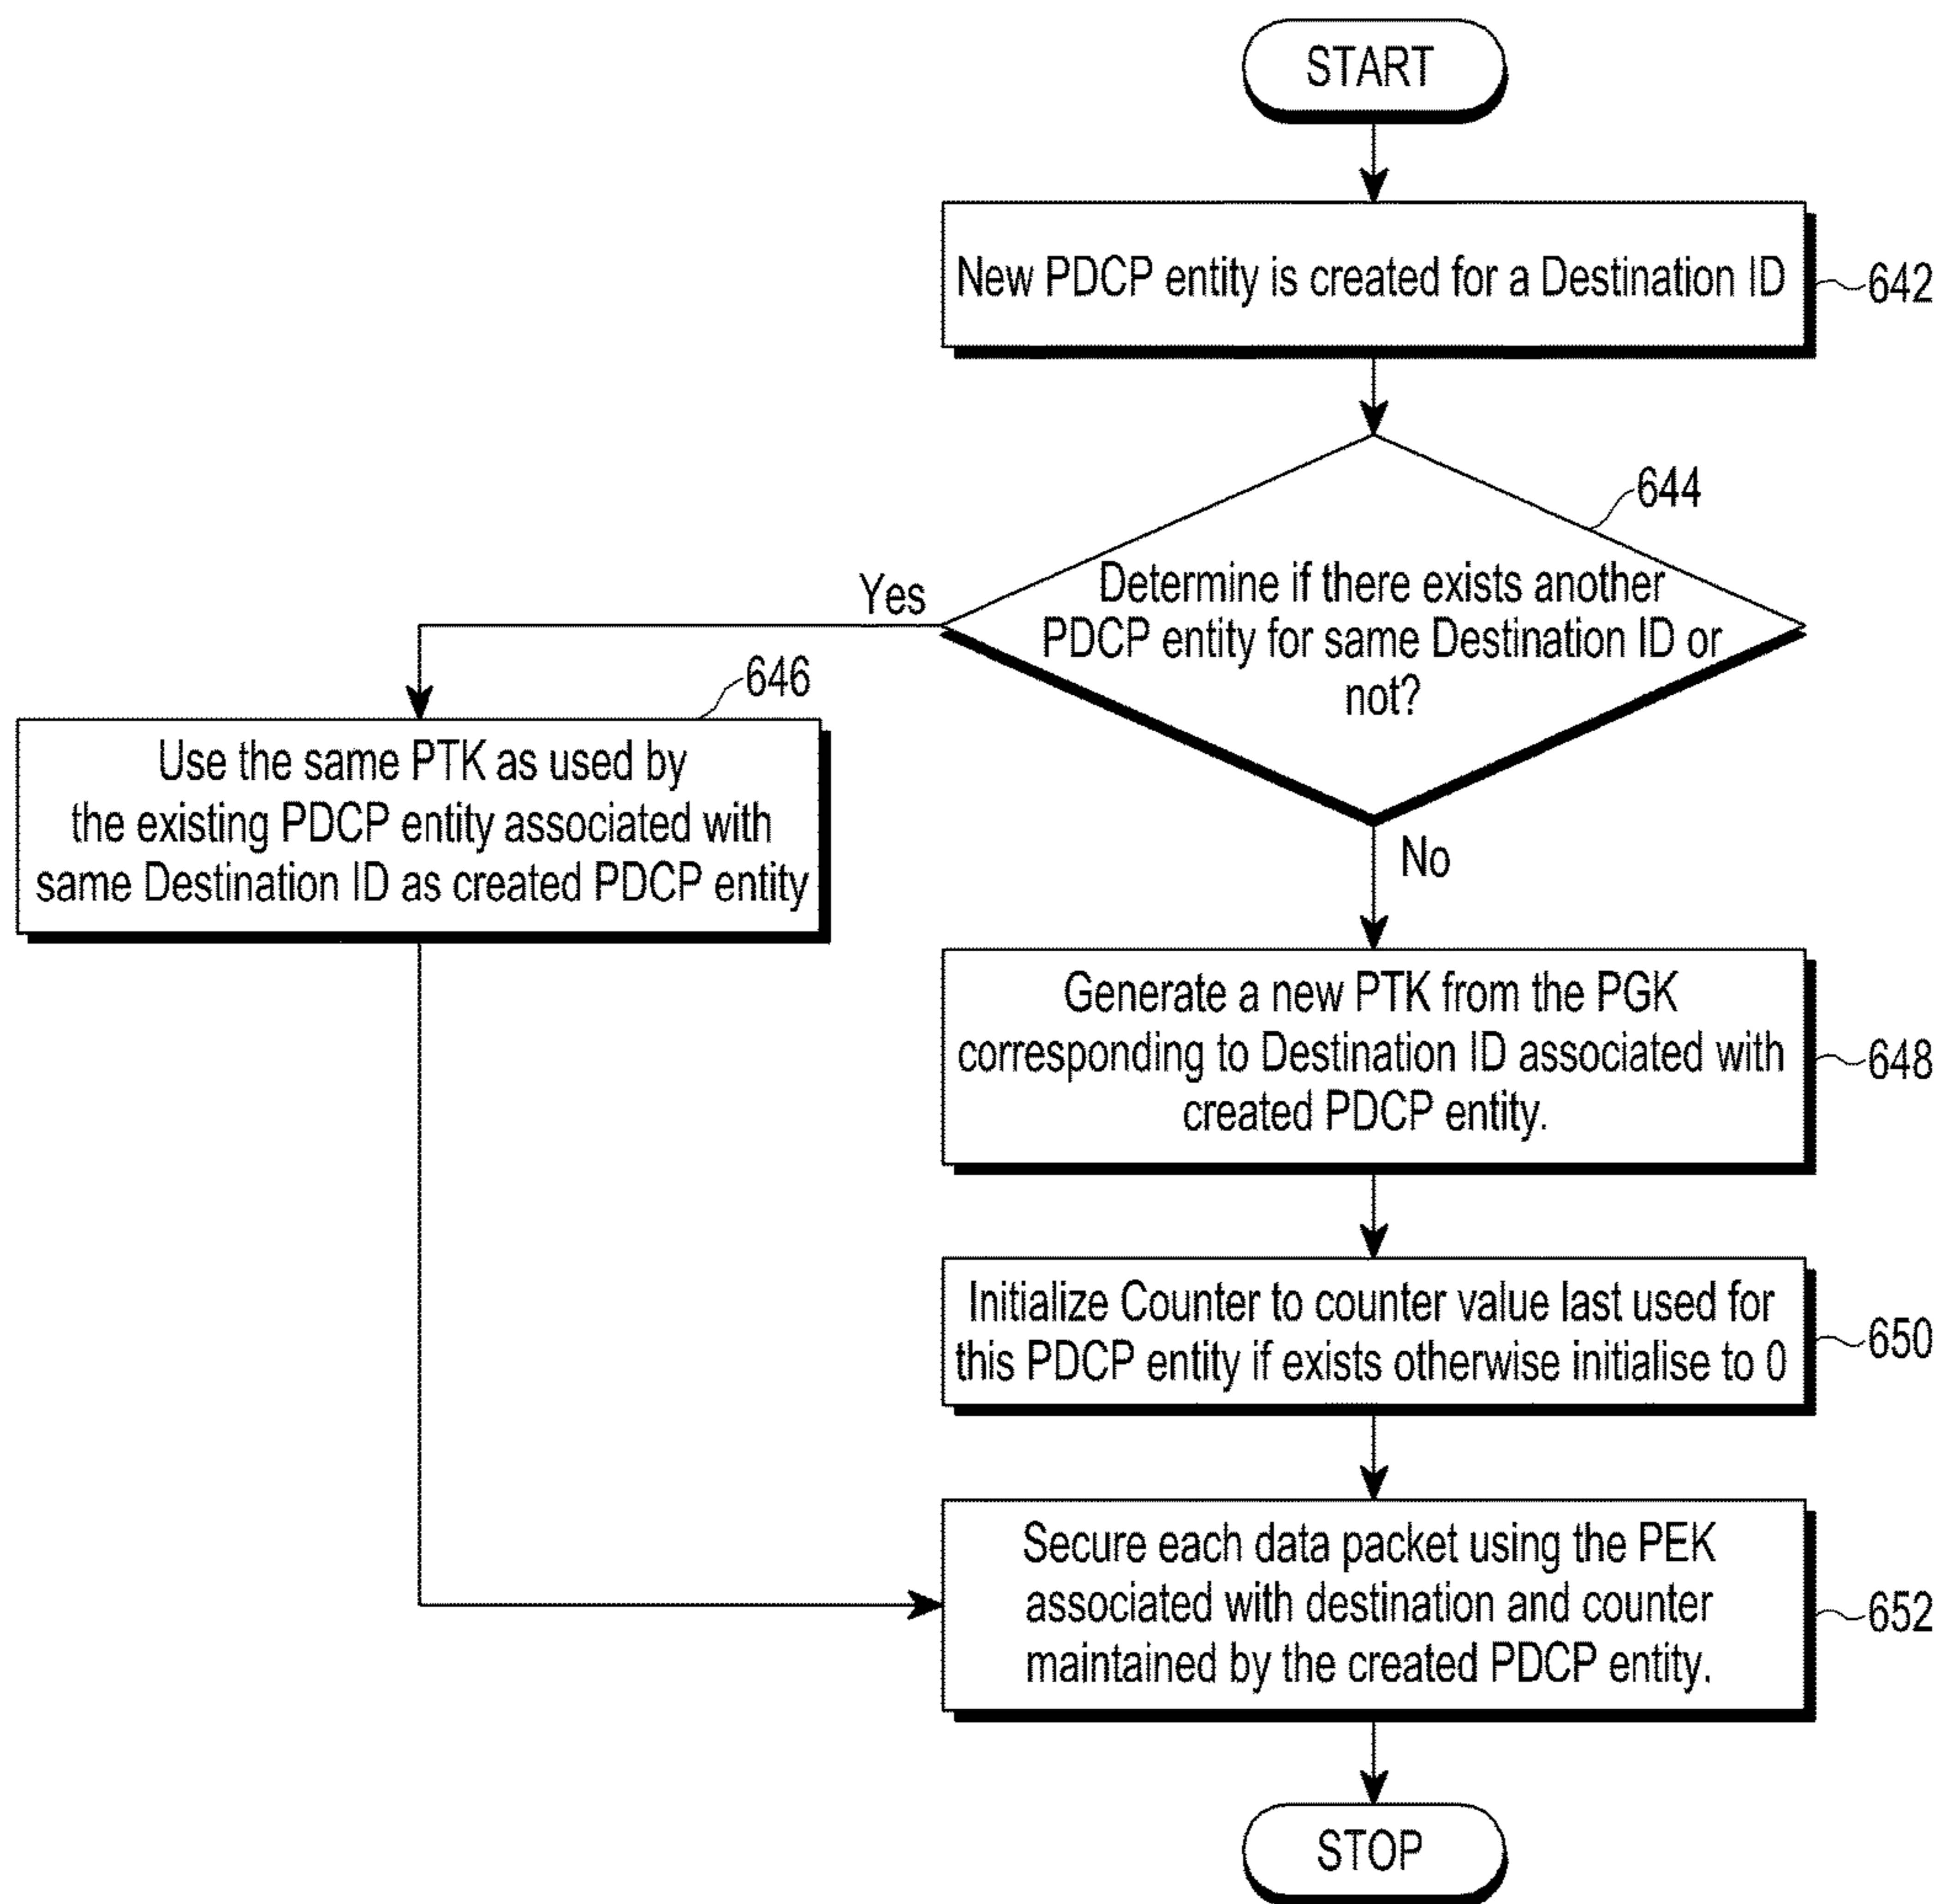 START
New PDCP entity is created for a Destination ID
642
644
Determine if there exists another
PDCP entity for same Destination ID or
not?
Yes
646
Use the same PTK as used by
the existing PDCP entity associated with
same Destination ID as created PDCP entity
No
Generate a new PTK from the PGK
corresponding to Destination ID associated with
created PDCP entity.
648
Initialize Counter to counter value last used for
this PDCP entity if exists otherwise initialise to 0
650
Secure each data packet using the PEK
associated with destination and counter
maintained by the created PDCP entity.
652
STOP